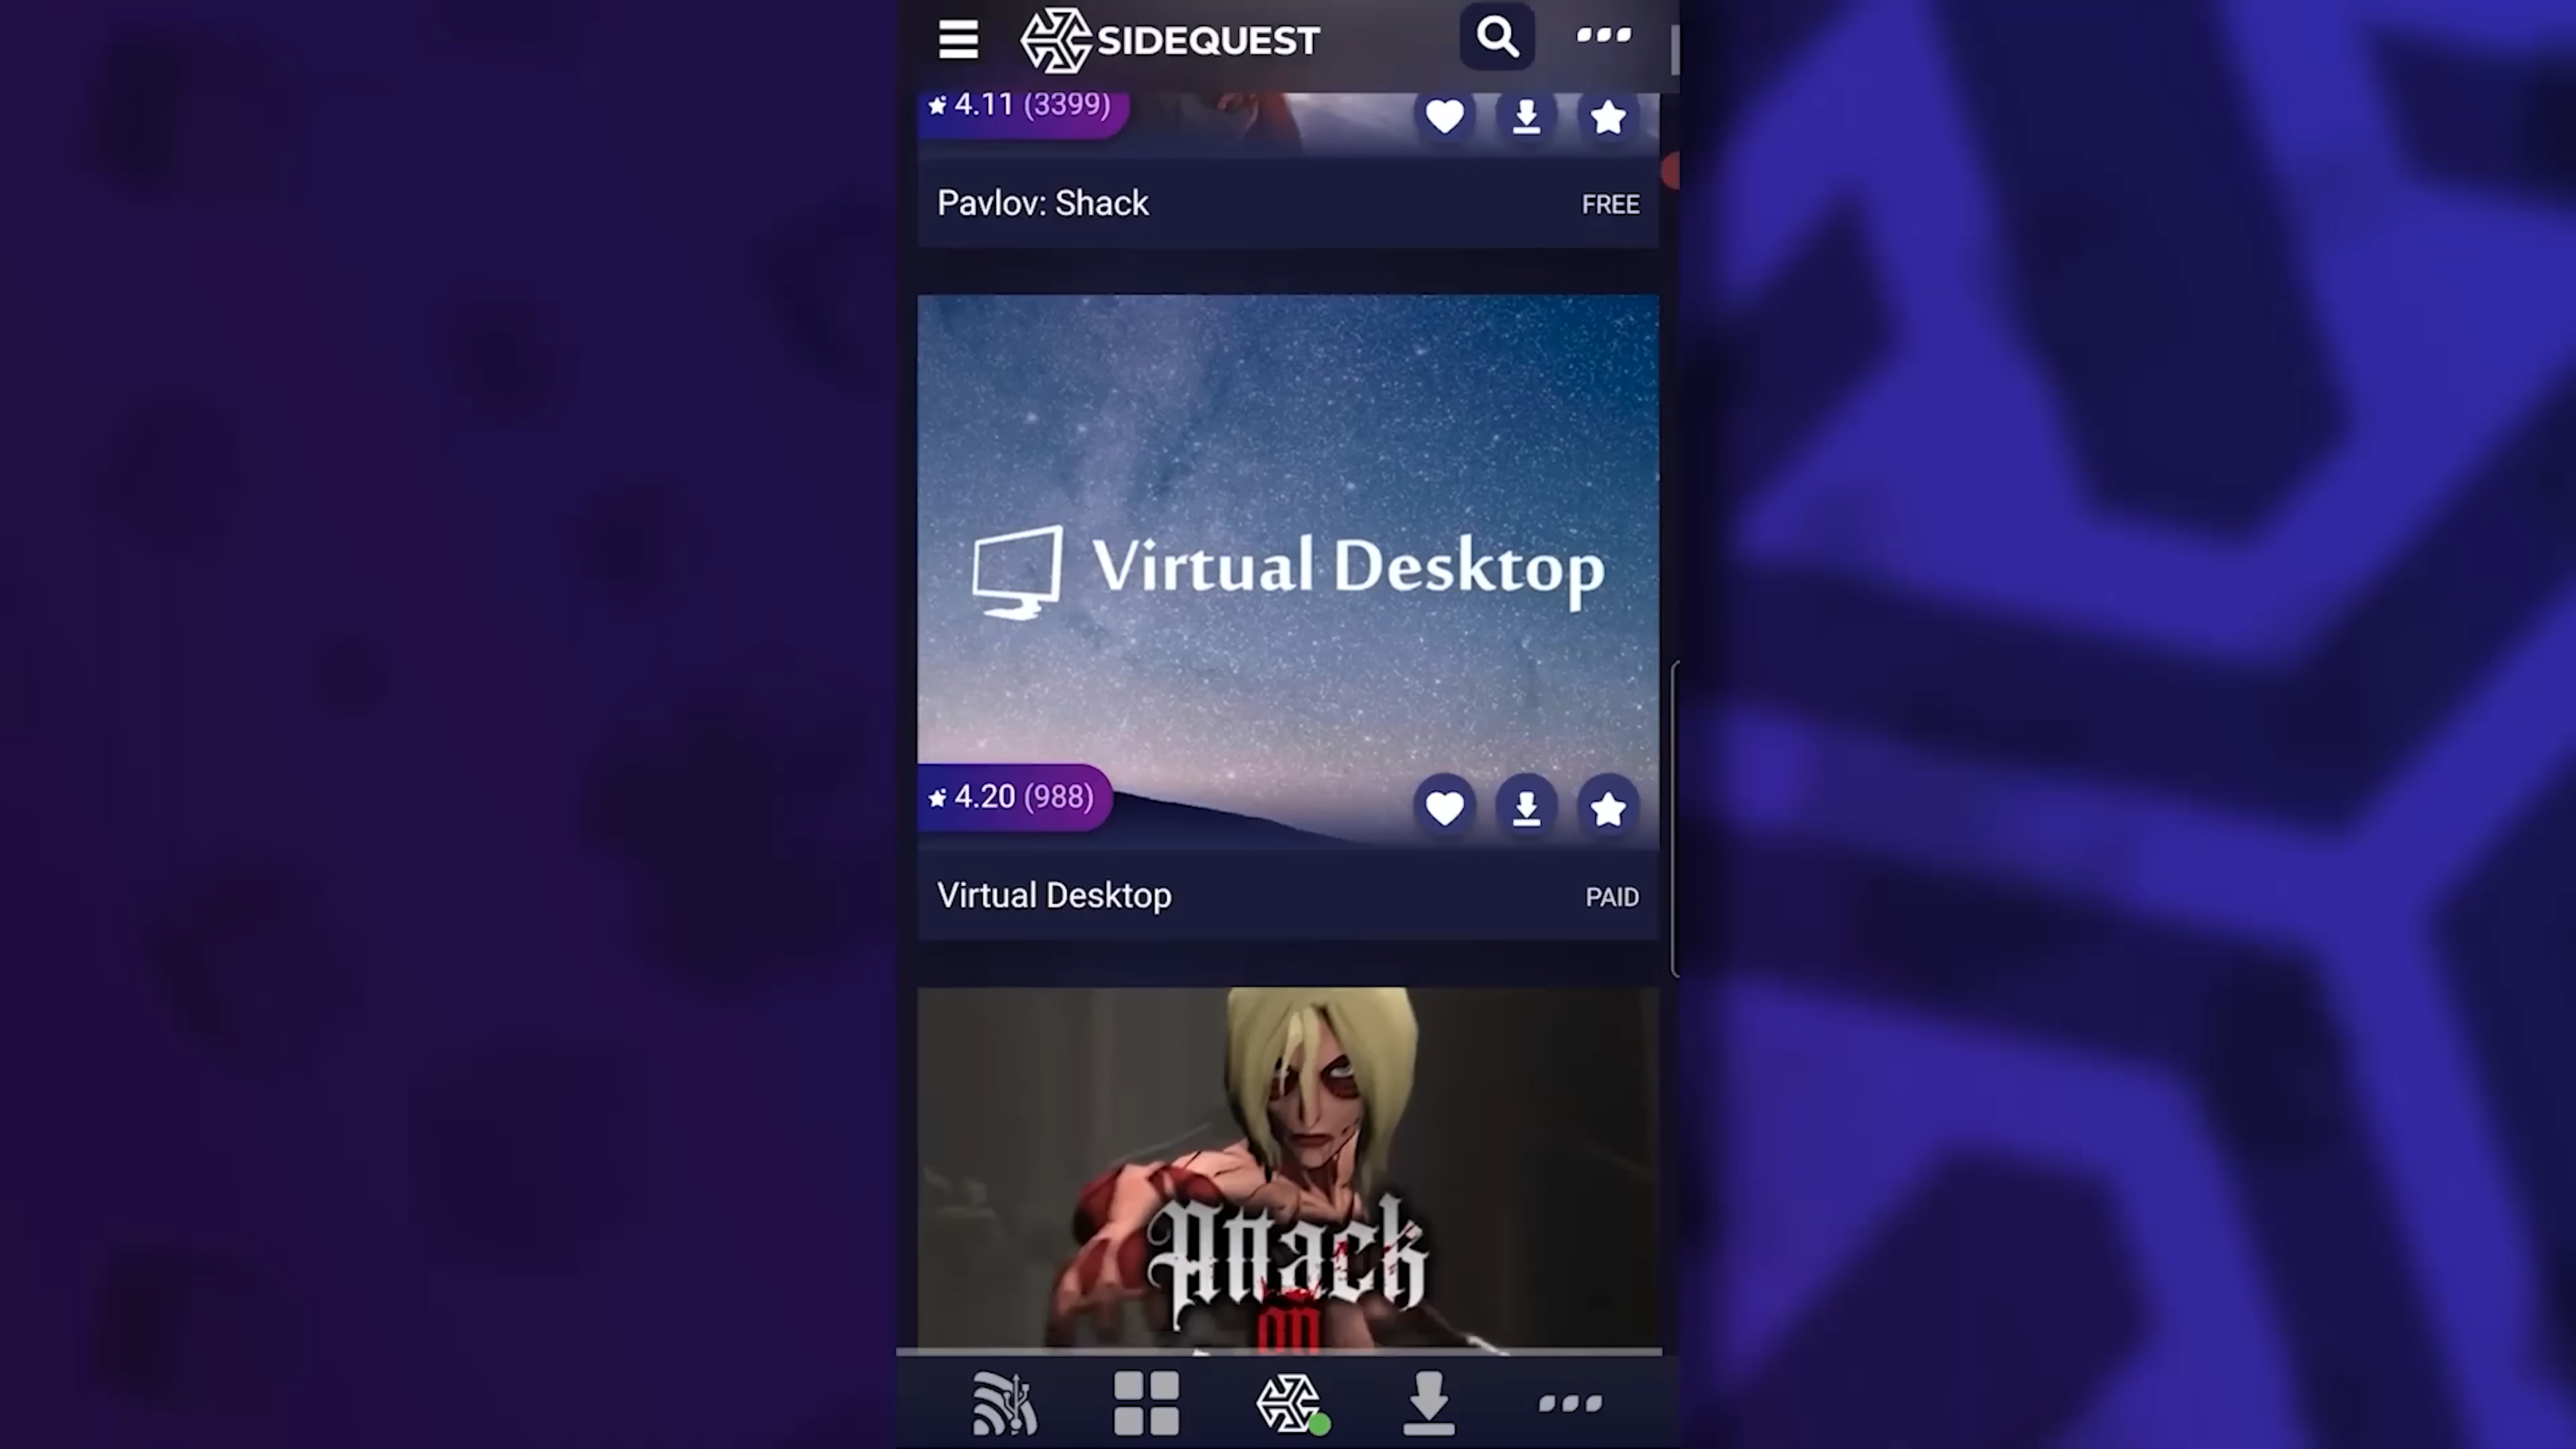 SIDEQUEST
4.11 (3399)
Pavlov: Shack
FREE
Virtual Desktop
4.20 (988)
Virtual Desktop
PAID
Attack
on